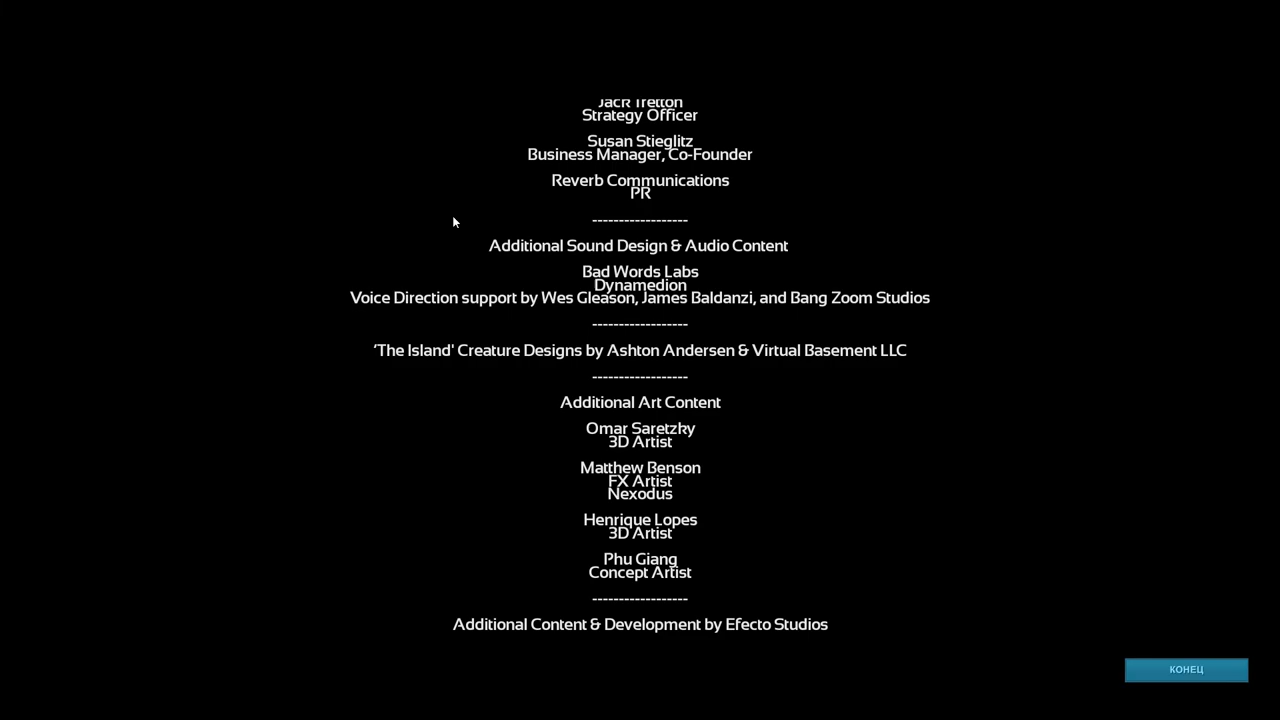 Jack Tretton
Strategy Officer
Susan Stieglitz
Business Manager, Co-Founder
Reverb Communications
PR
------------------
Additional Sound Design & Audio Content
Bad Words Labs
Dynamedion
Voice Direction support by Wes Gleason, James Baldanzi, and Bang Zoom Studios
------------------
‘The Island' Creature Designs by Ashton Andersen & Virtual Basement LLC
------------------
Additional Art Content
Omar Saretzky
3D Artist
Matthew Benson
FX Artist
Nexodus
Henrique Lopes
3D Artist
Phu Giang
Concept Artist
------------------
Additional Content & Development by Efecto Studios
КОНЕЦ